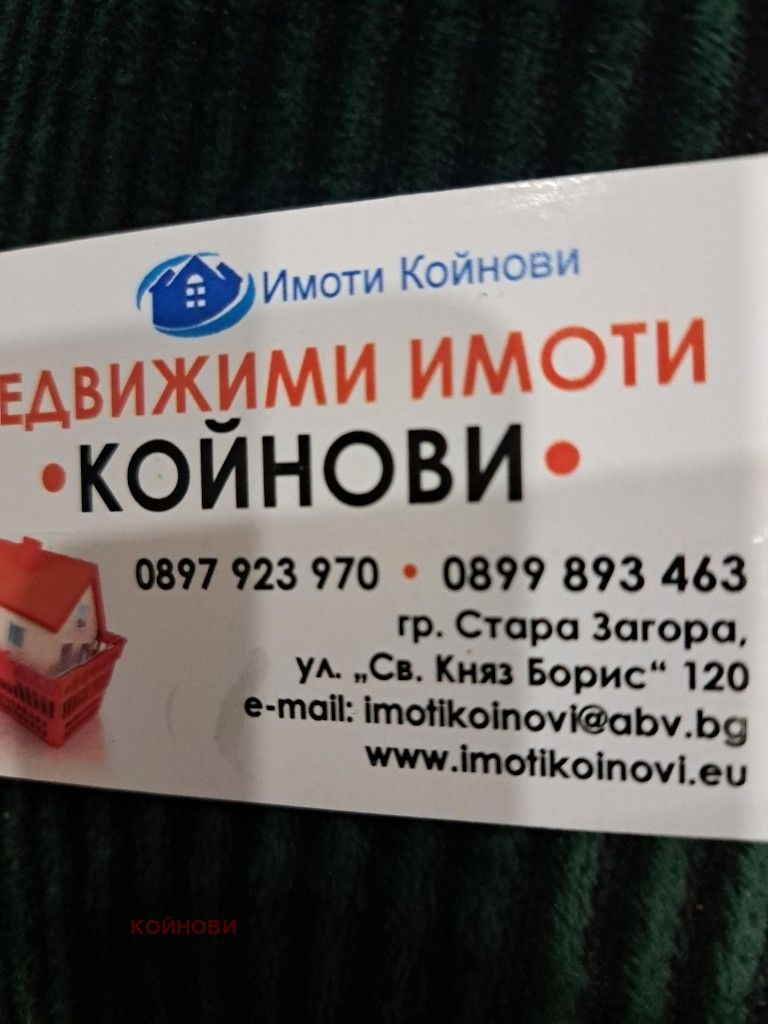 Имоти Койнови
ЕДВИЖИМИ ИМОТИ
•КОЙНОВИ•
0897 923 970 • 0899 893 463
гр. Стара Загора,
ул. „Св. Княз Борис“ 120
e-mail: imotikoinovi@abv.bg
www.imotikoinovi.eu
КОЙНОВИ